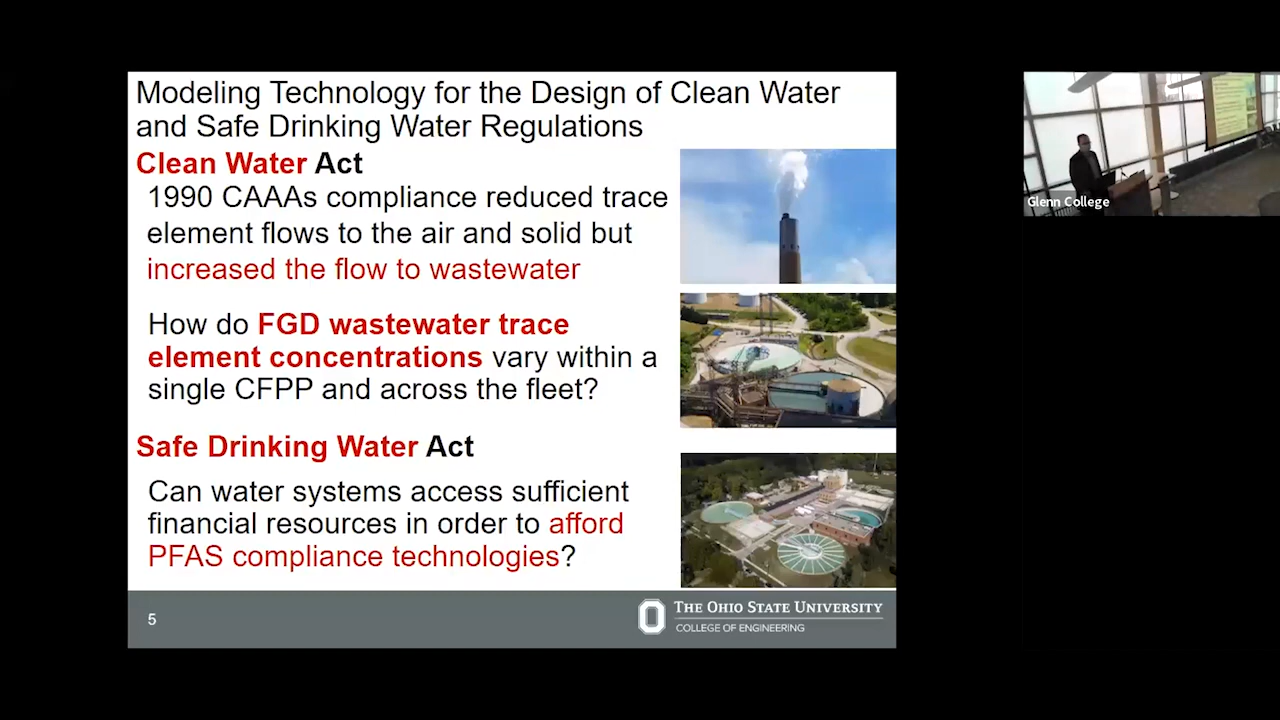 Modeling Technology for the Design of Clean Water
and Safe Drinking Water Regulations
Clean Water Act
1990 CAAAs compliance reduced trace
element flows to the air and solid but
increased the flow to wastewater
How do FGD wastewater trace
element concentrations vary within a
single CFPP and across the fleet?
Safe Drinking Water Act
Can water systems access sufficient
financial resources in order to afford
PFAS compliance technologies?
5
THE OHIO STATE UNIVERSITY
COLLEGE OF ENGINEERING
Glenn College